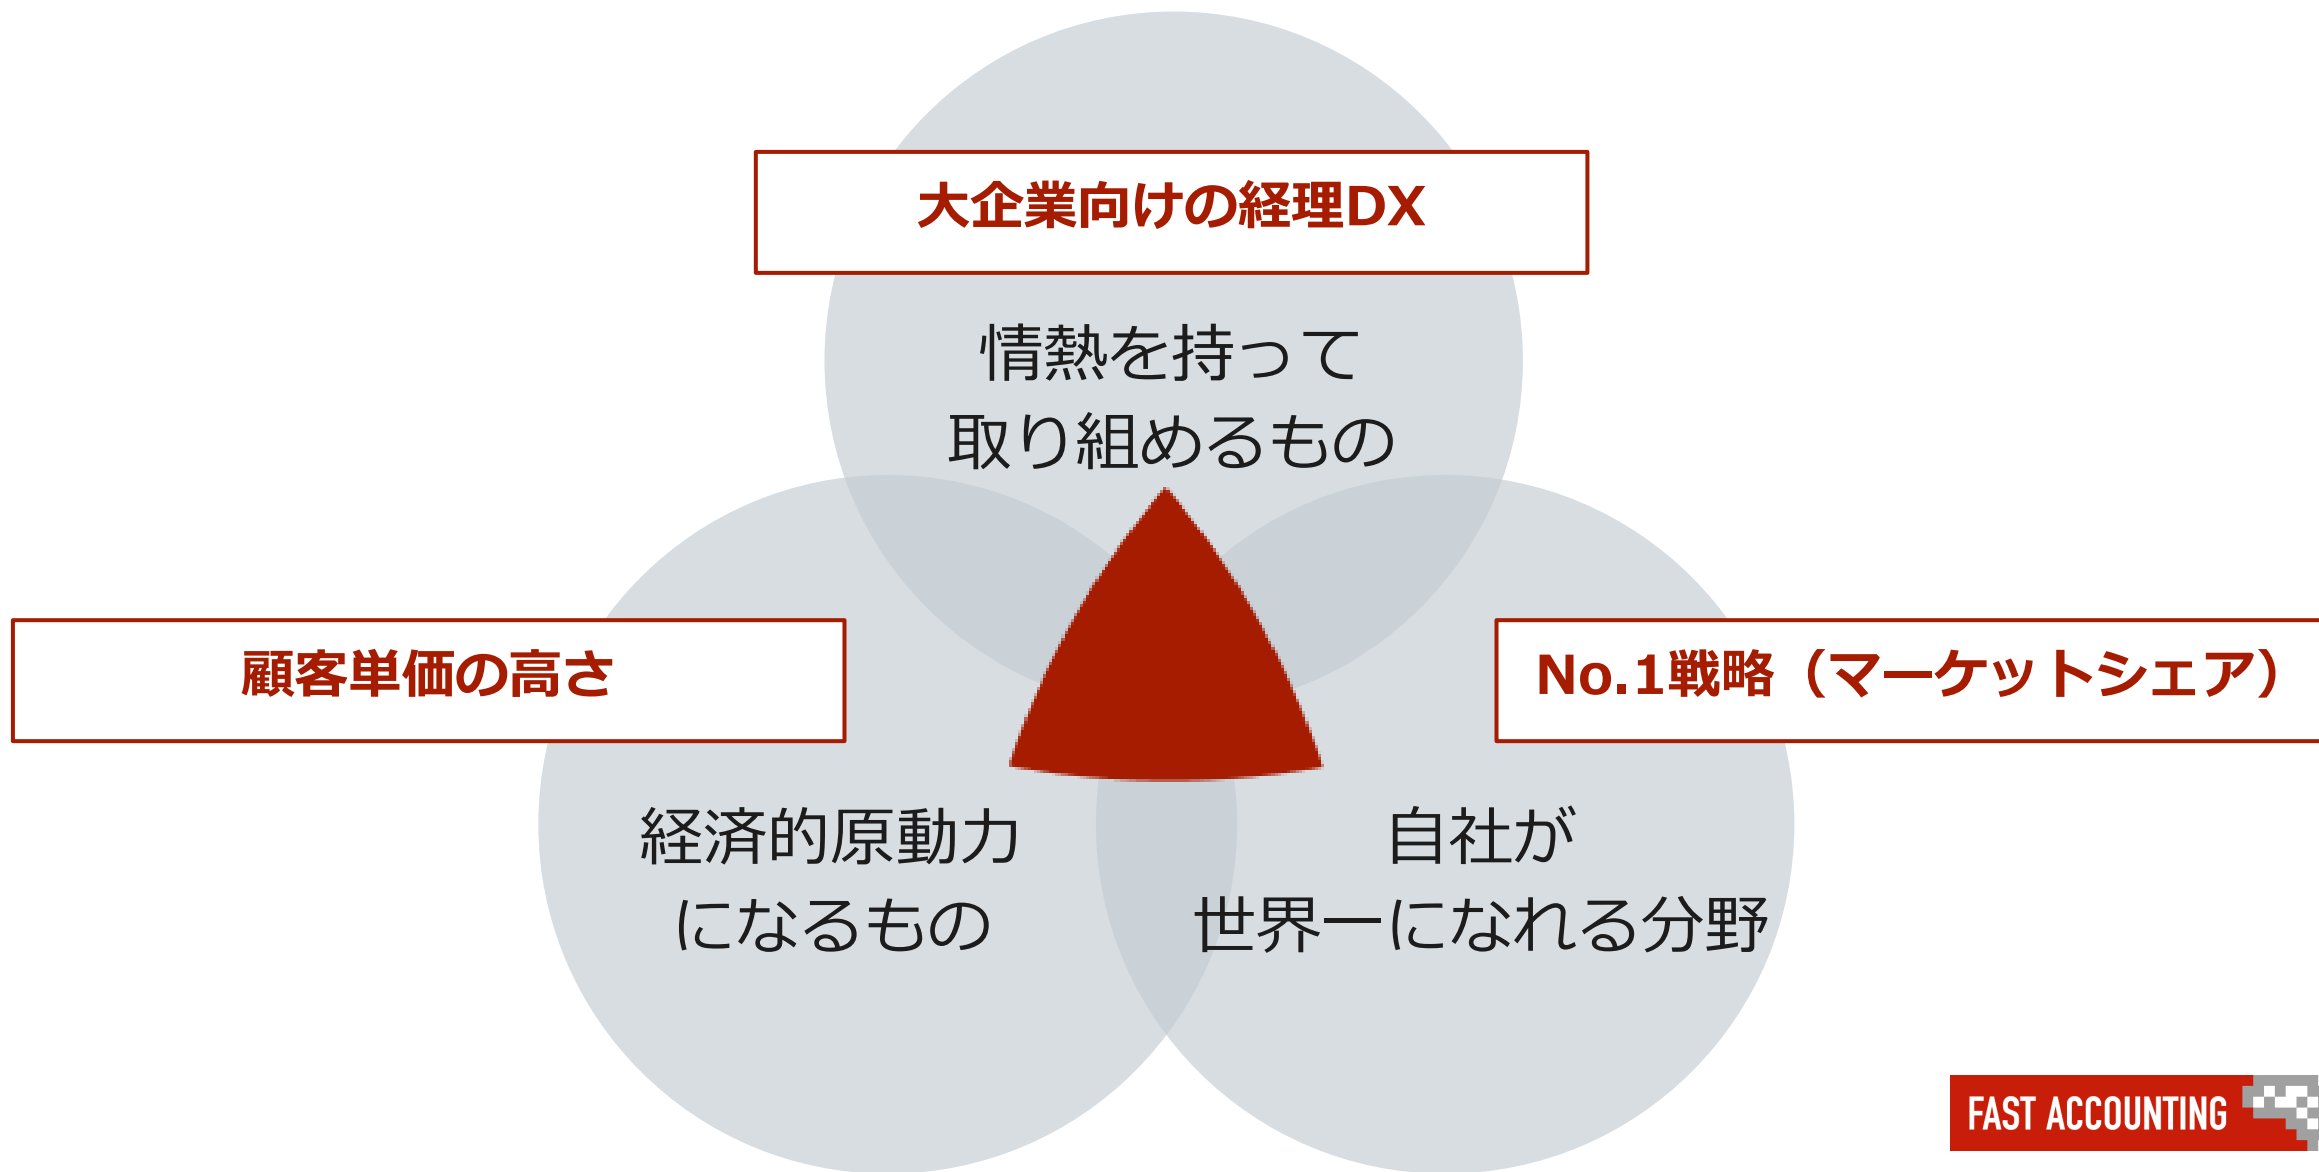 大企業向けの経理DX
情熱を持って
取り組めるもの
顧客単価の高さ
No.1戦略（マーケットシェア）
経済的原動力
になるもの
自社が
世界一になれる分野
FAST ACCOUNTING